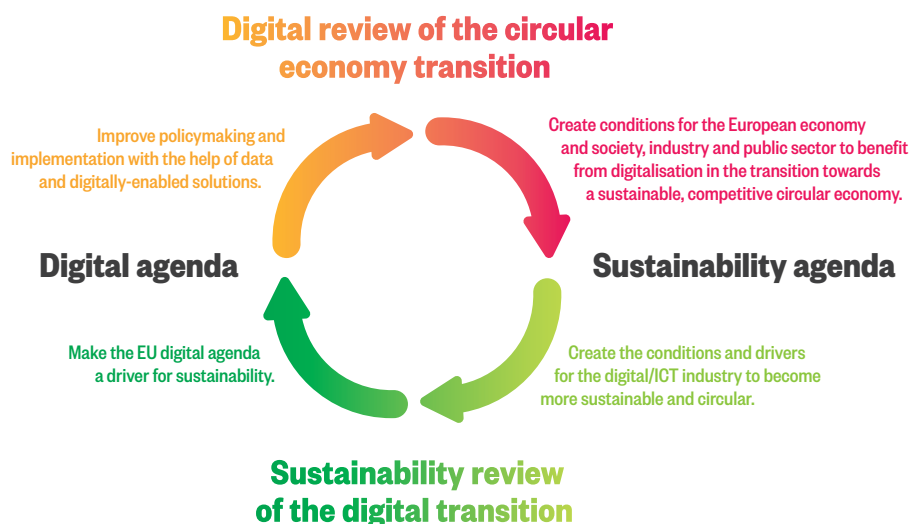 Digital review of the circular
economy transition
Improve policymaking and
implementation with the help of data
and digitally-enabled solutions.
Create conditions for the European economy
and society, industry and public sector to benefit
from digitalisation in the transition towards
a sustainable, competitive circular economy.
Digital agenda
Sustainability agenda
Make the EU digital agenda
a driver for sustainability.
Create the conditions and drivers
for the digital/ICT industry to become
more sustainable and circular.
Sustainability review
of the digital transition